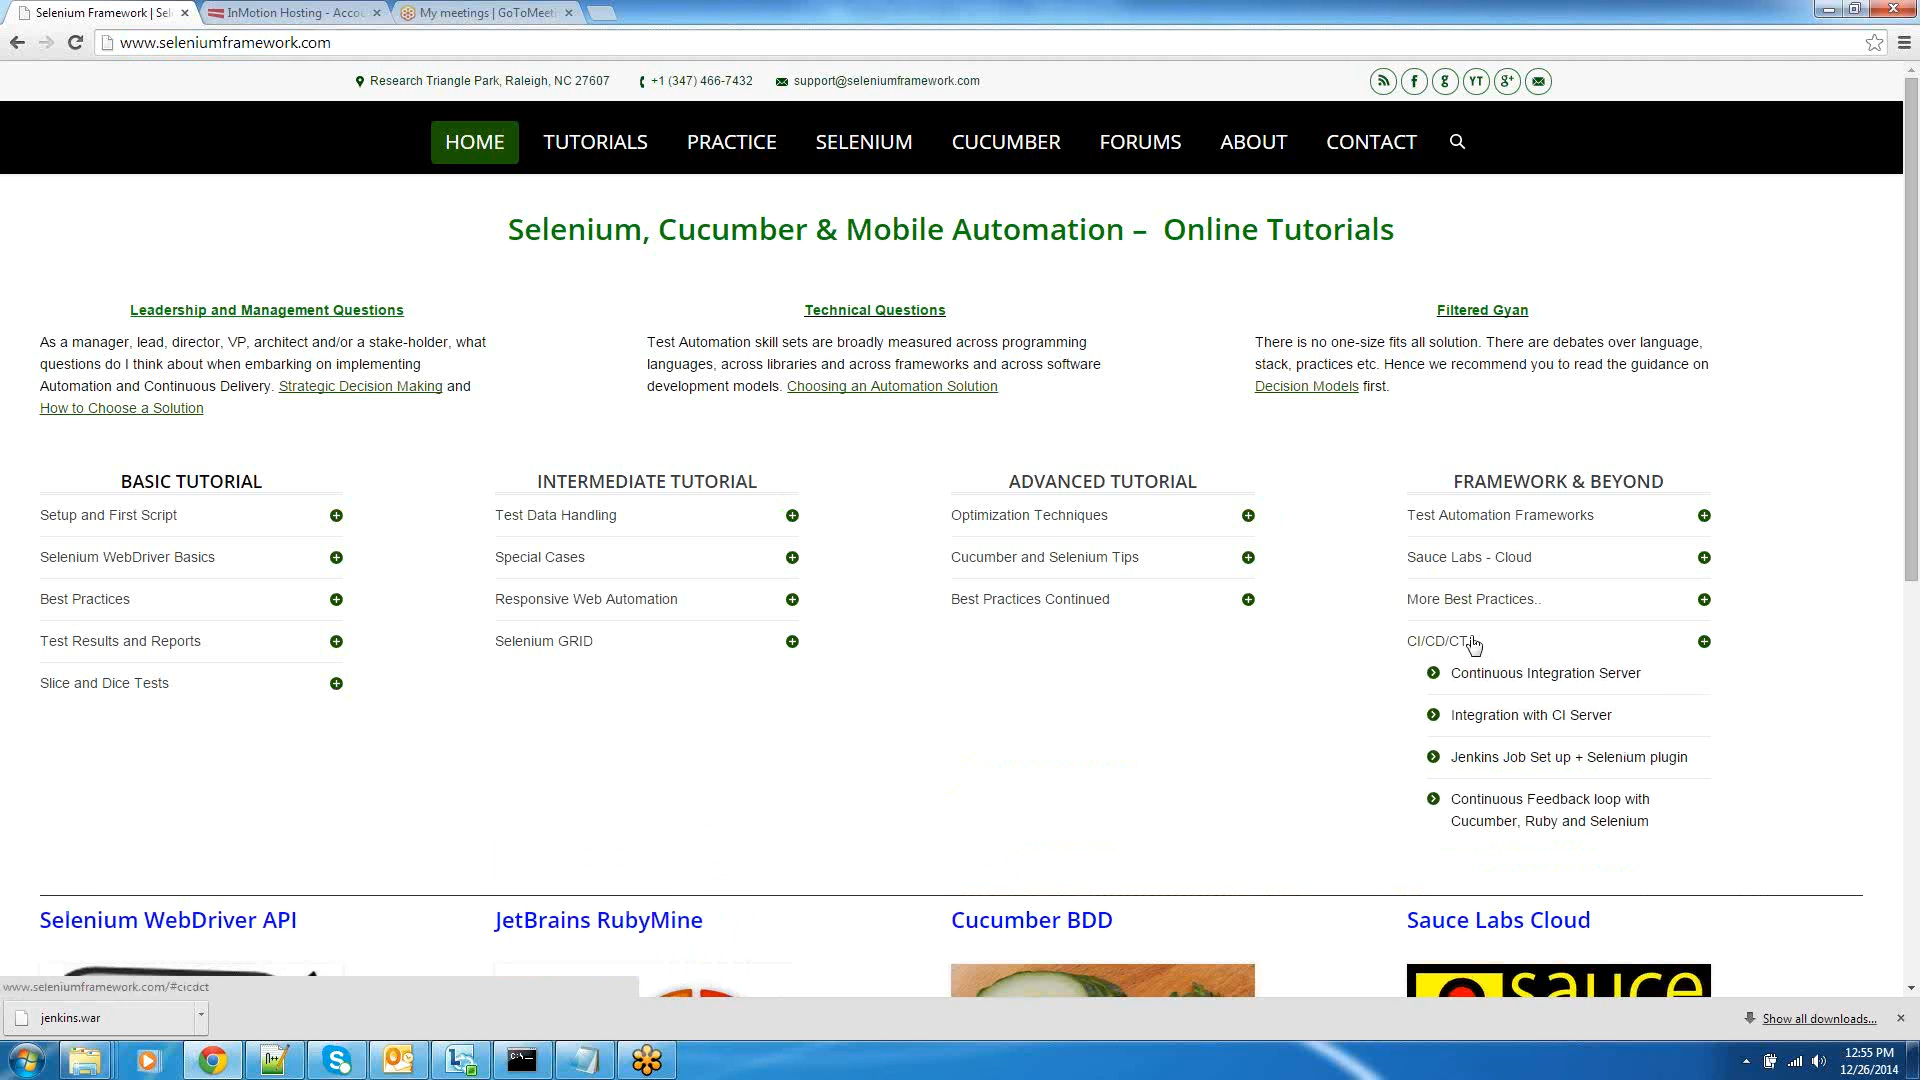 Selenium Framework | Sel
InMotion Hosting - Accou
My meetings | GoToMeeti
www.seleniumframework.com
Research Triangle Park, Raleigh, NC 27607
+1 (347) 466-7432
support@seleniumframework.com
HOME
TUTORIALS
PRACTICE
SELENIUM
CUCUMBER
FORUMS
ABOUT
CONTACT
Selenium, Cucumber & Mobile Automation – Online Tutorials
Leadership and Management Questions
As a manager, lead, director, VP, architect and/or a stake-holder, what
questions do I think about when embarking on implementing
Automation and Continuous Delivery. Strategic Decision Making and
How to Choose a Solution
Technical Questions
Test Automation skill sets are broadly measured across programming
languages, across libraries and across frameworks and across software
development models. Choosing an Automation Solution
Filtered Gyan
There is no one-size fits all solution. There are debates over language,
stack, practices etc. Hence we recommend you to read the guidance on
Decision Models first.
BASIC TUTORIAL
Setup and First Script
Selenium WebDriver Basics
Best Practices
Test Results and Reports
Slice and Dice Tests
INTERMEDIATE TUTORIAL
Test Data Handling
Special Cases
Responsive Web Automation
Selenium GRID
ADVANCED TUTORIAL
Optimization Techniques
Cucumber and Selenium Tips
Best Practices Continued
FRAMEWORK & BEYOND
Test Automation Frameworks
Sauce Labs - Cloud
More Best Practices..
CI/CD/CT
Continuous Integration Server
Integration with CI Server
Jenkins Job Set up + Selenium plugin
Continuous Feedback loop with
Cucumber, Ruby and Selenium
Selenium WebDriver API
JetBrains RubyMine
Cucumber BDD
Sauce Labs Cloud
sauce
www.seleniumframework.com/#cicdct
jenkins.war
Show all downloads...
12:55 PM
12/26/2014